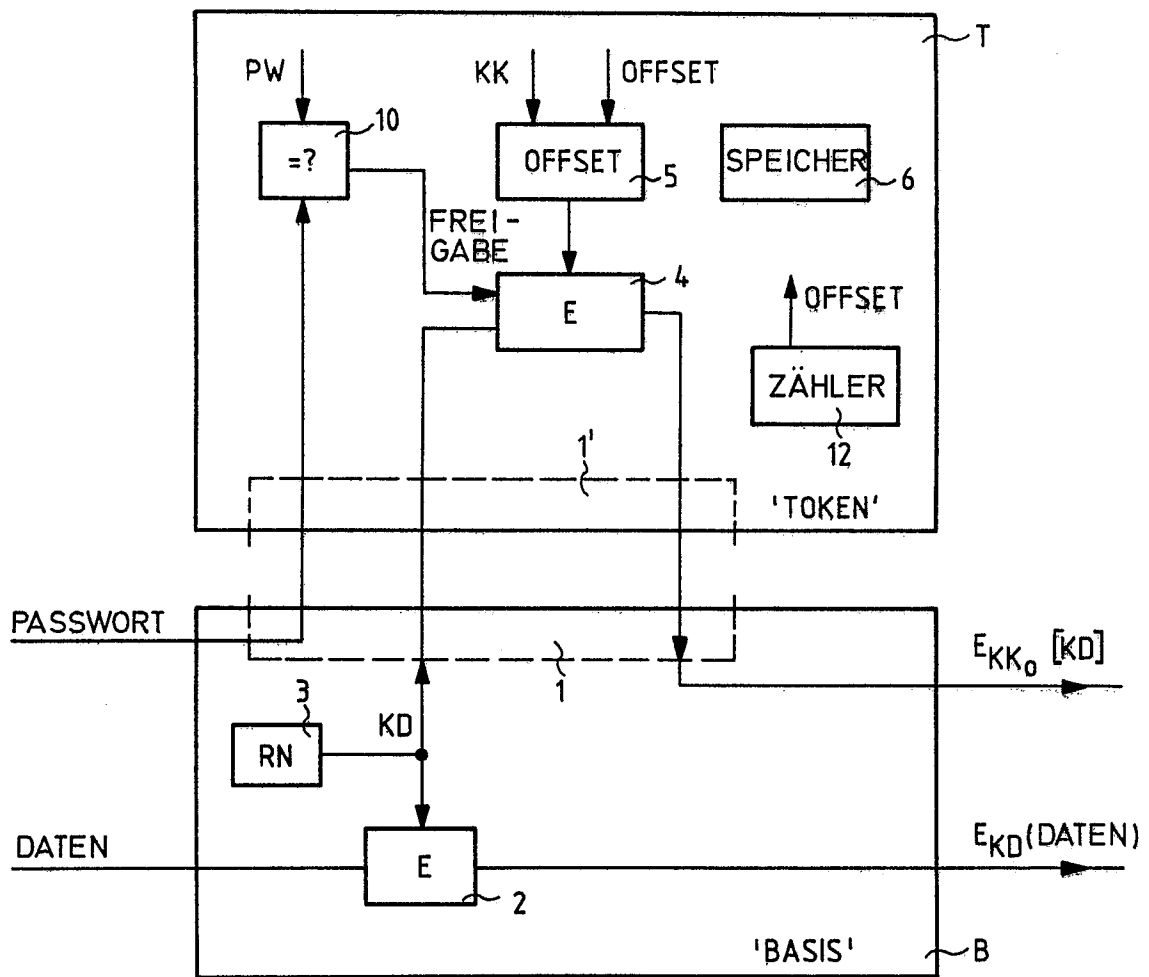 T
PW
KK
OFFSET
10
=?
OFFSET
5
SPEICHER
6
FREI-
GABE
4
E
OFFSET
ZÄHLER
12
1'
'TOKEN'
PASSWORT
1
E_KK_0 [KD]
3
KD
RN
DATEN
E
2
E_KD (DATEN)
'BASIS'
B